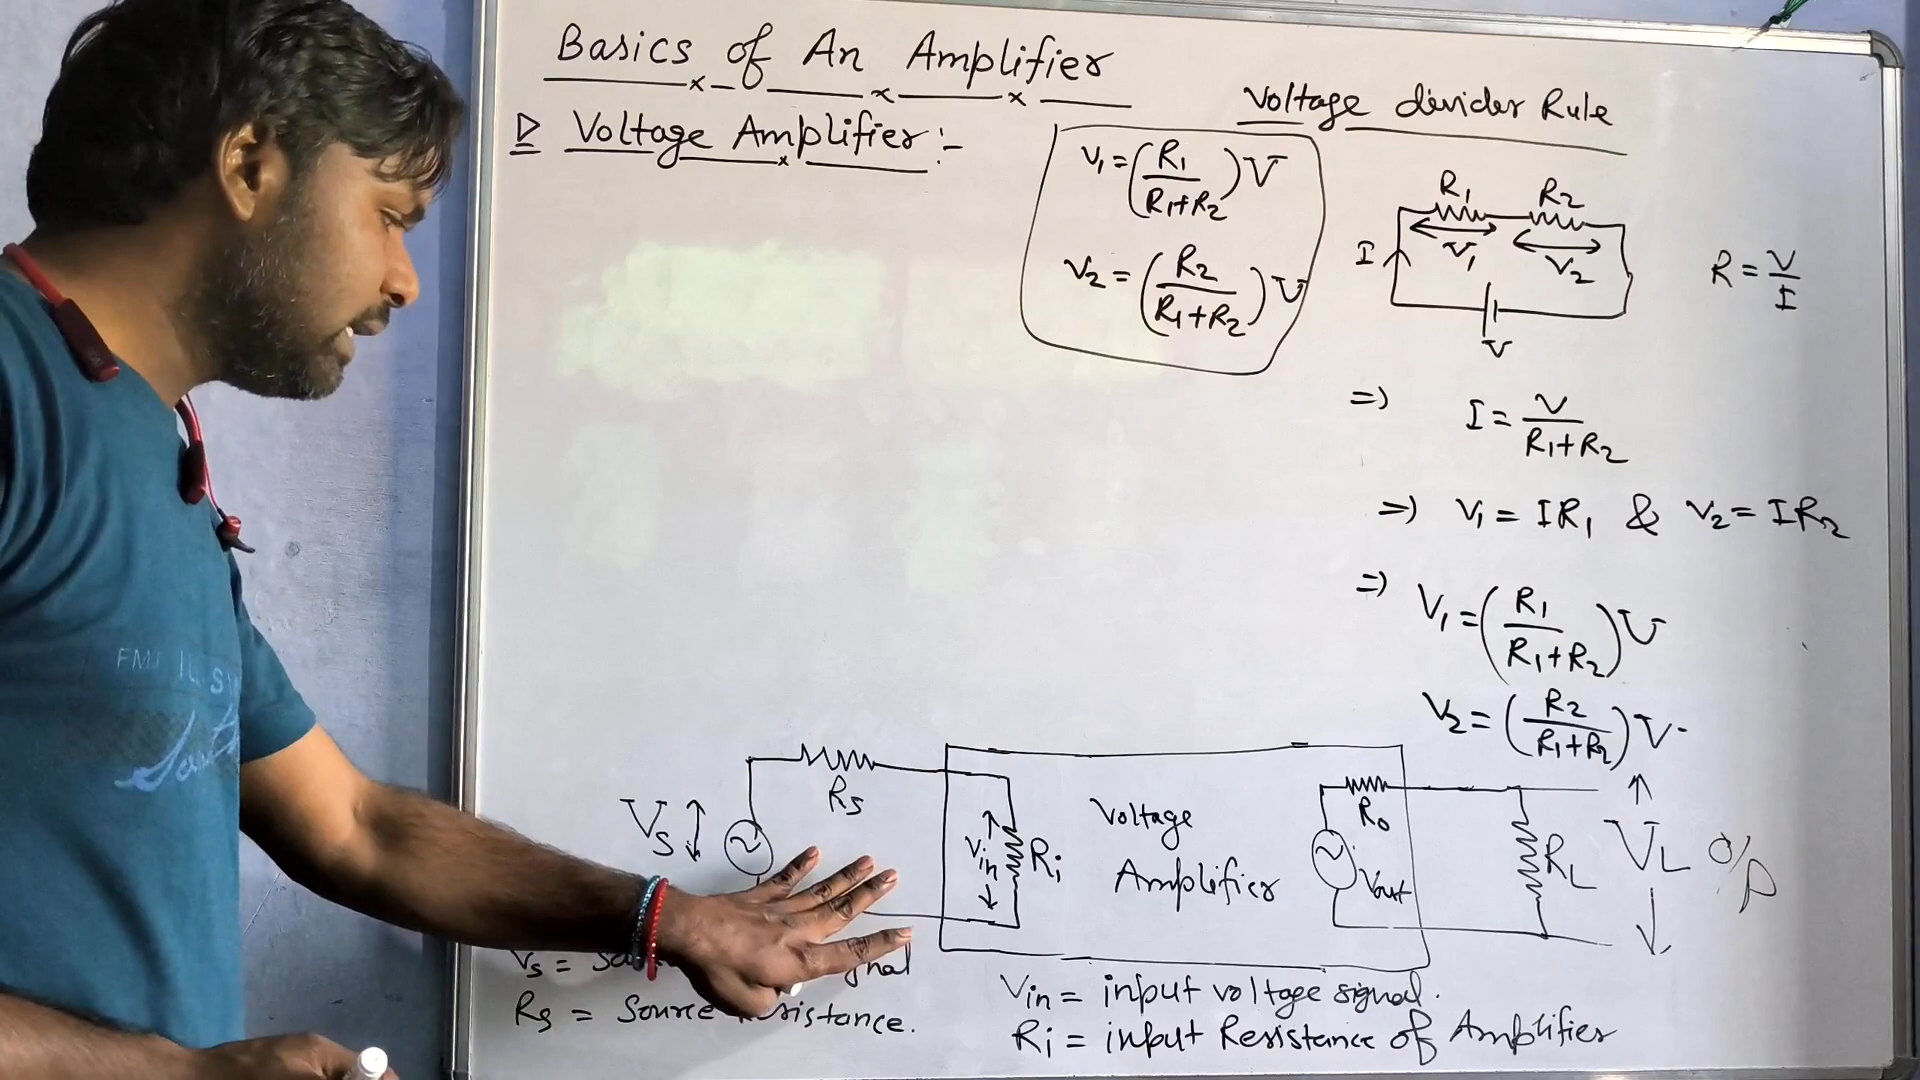 Basics of An Amplifier
Voltage Amplifier:-
Voltage divider Rule
V1 = (R1/(R1+R2)) V
V2 = (R2/(R1+R2)) V
R1 R2
I V1 V2
V
R = V/I
=) I = V/(R1+R2)
=) V1 = IR1 & V2 = IR2
=) V1 = (R1/(R1+R2)) V
V2 = (R2/(R1+R2)) V
Vs Rs
Vin Ri
Voltage
Amplifier
Ro
Vout
RL VL O/P
Vs =
Rs = Source
Vin = input voltage signal.
Ri = input Resistance of Amplifier